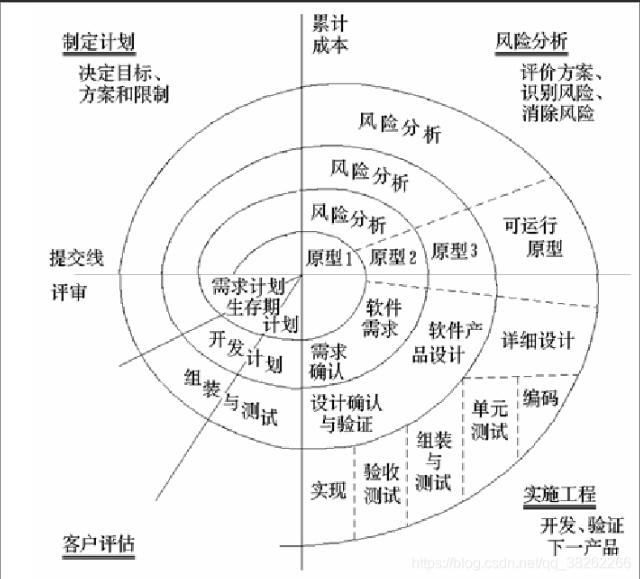 制定计划
决定目标、
方案和限制
累计
成本
风险分析
评价方案、
识别风险、
消除风险
风险分析
风险分析
风险分析
可运行
原型
原型1
原型2
原型3
提交线
评审
需求计划
生存期
计划
开发计划
组装与测试
软件
需求
需求
确认
软件产
品设计
详细设计
设计确认
与验证
实现
验收
测试
组装
与
测试
单元
测试
编码
实施工程
开发、验证
下一产品
客户评估
https://blog.csdn.net/qq_38262266